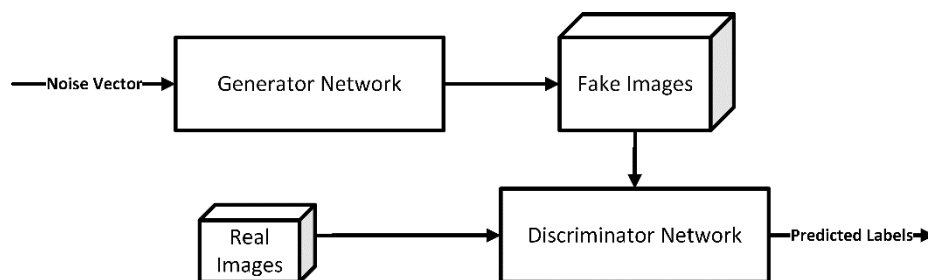 Noise Vector
Generator Network
Fake Images
Real
Images
Discriminator Network
Predicted Labels